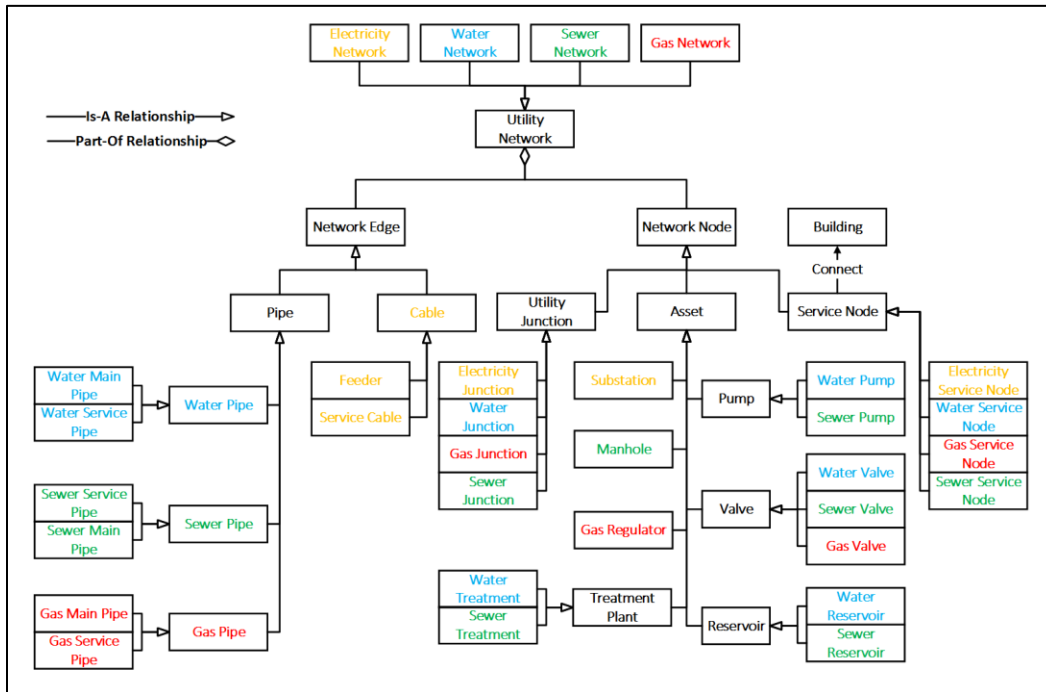 Electricity
Network
Water
Network
Sewer
Network
Gas Network
Is-A Relationship
Part-Of Relationship
Utility
Network
Network Edge
Network Node
Building
Connect
Pipe
Cable
Utility
Junction
Asset
Service Node
Water Main
Pipe
Water Service
Pipe
Water Pipe
Feeder
Service Cable
Electricity
Junction
Water
Junction
Gas Junction
Sewer
Junction
Substation
Manhole
Gas Regulator
Pump
Water Pump
Sewer Pump
Electricity
Service Node
Water Service
Node
Gas Service
Node
Sewer Service
Node
Sewer Service
Pipe
Sewer Main
Pipe
Sewer Pipe
Valve
Water Valve
Sewer Valve
Gas Valve
Gas Main Pipe
Gas Service
Pipe
Gas Pipe
Water
Treatment
Sewer
Treatment
Treatment
Plant
Reservoir
Water
Reservoir
Sewer
Reservoir